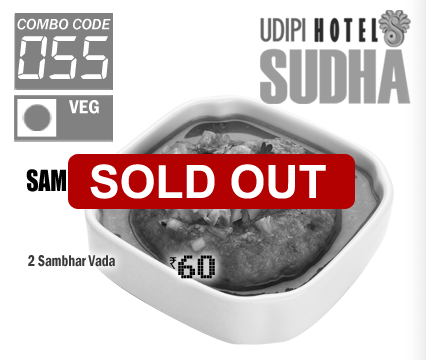 COMBO CODE
055
VEG
UDIPI HOTEL
SUDHA
SAM
SOLD OUT
2 Sambhar Vada
₹60